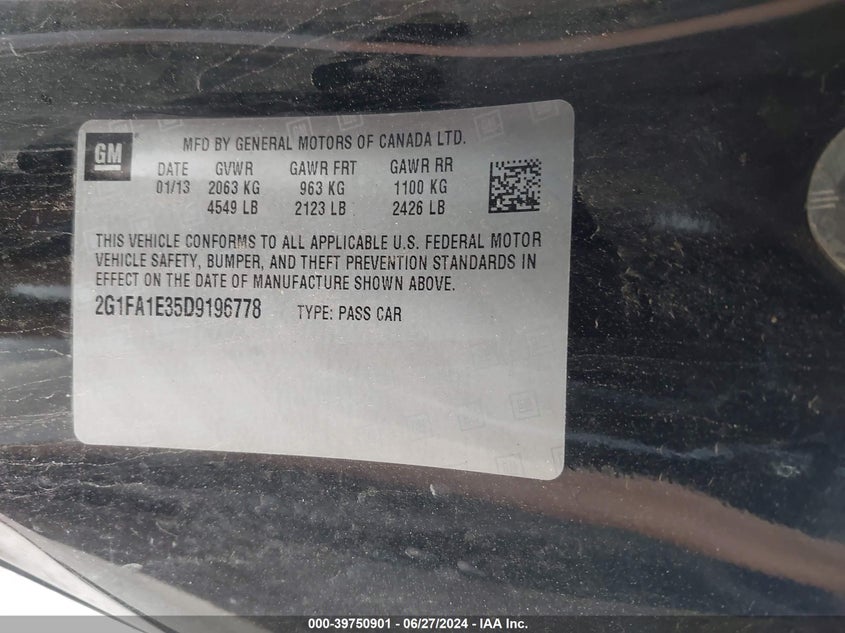 GM
MFD BY GENERAL MOTORS OF CANADA LTD.
DATE GVWR GAWR FRT GAWR RR
01/13 2063 KG 963 KG 1100 KG
4549 LB 2123 LB 2426 LB
THIS VEHICLE CONFORMS TO ALL APPLICABLE U.S. FEDERAL MOTOR
VEHICLE SAFETY, BUMPER, AND THEFT PREVENTION STANDARDS IN
EFFECT ON THE DATE OF MANUFACTURE SHOWN ABOVE.
2G1FA1E35D9196778 TYPE: PASS CAR
000-39750901 - 06/27/2024 - IAA Inc.